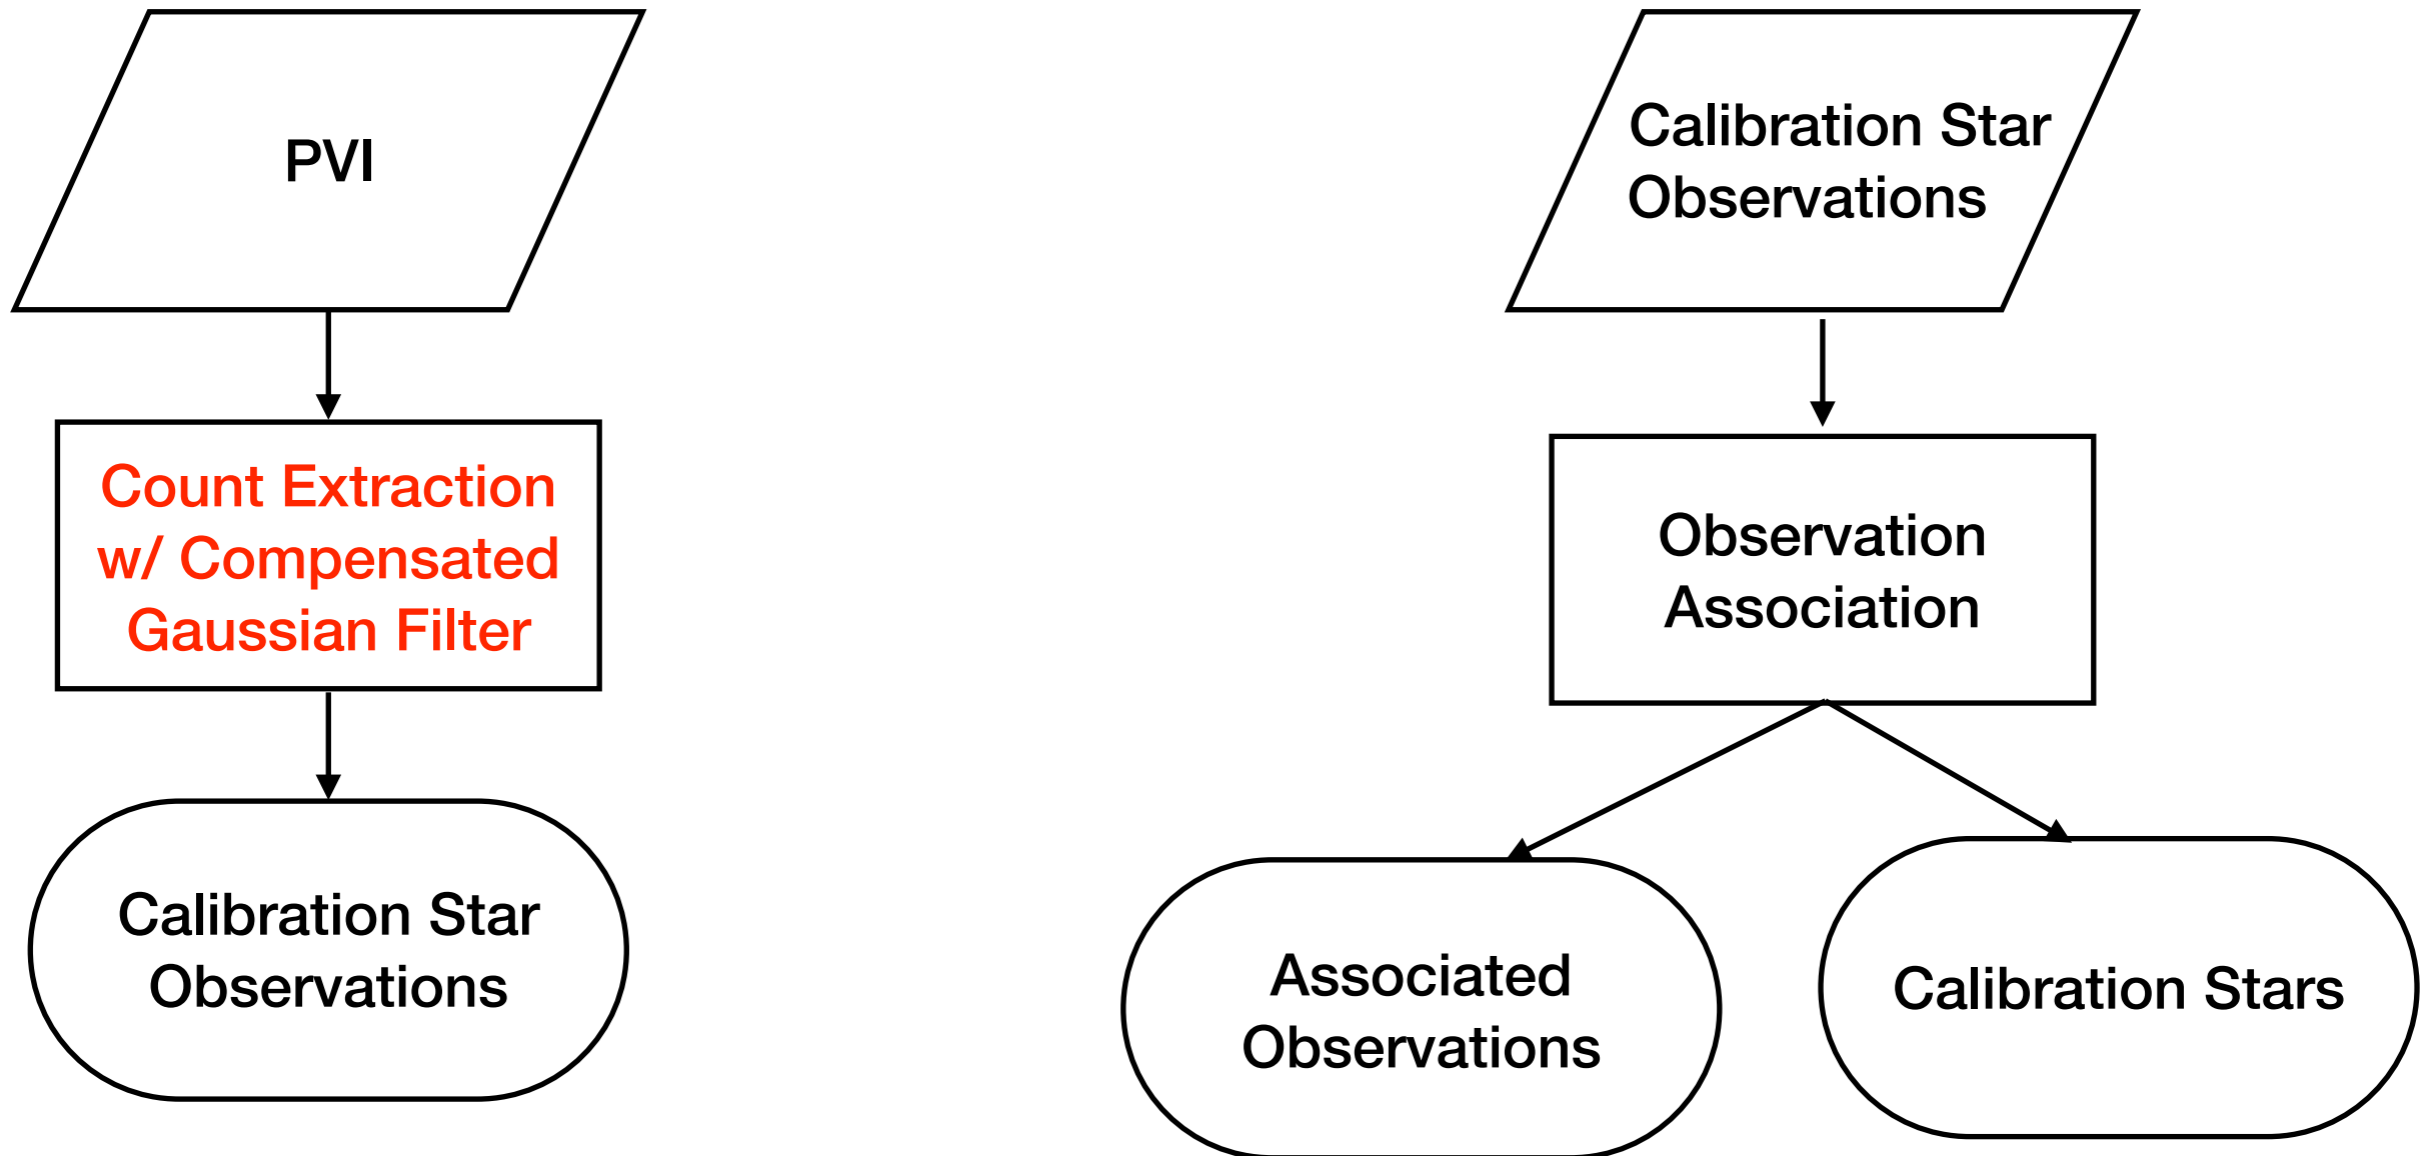 PVI
Count Extraction
w/ Compensated
Gaussian Filter
Calibration Star
Observations
Calibration Star
Observations
Observation
Association
Associated
Observations
Calibration Stars